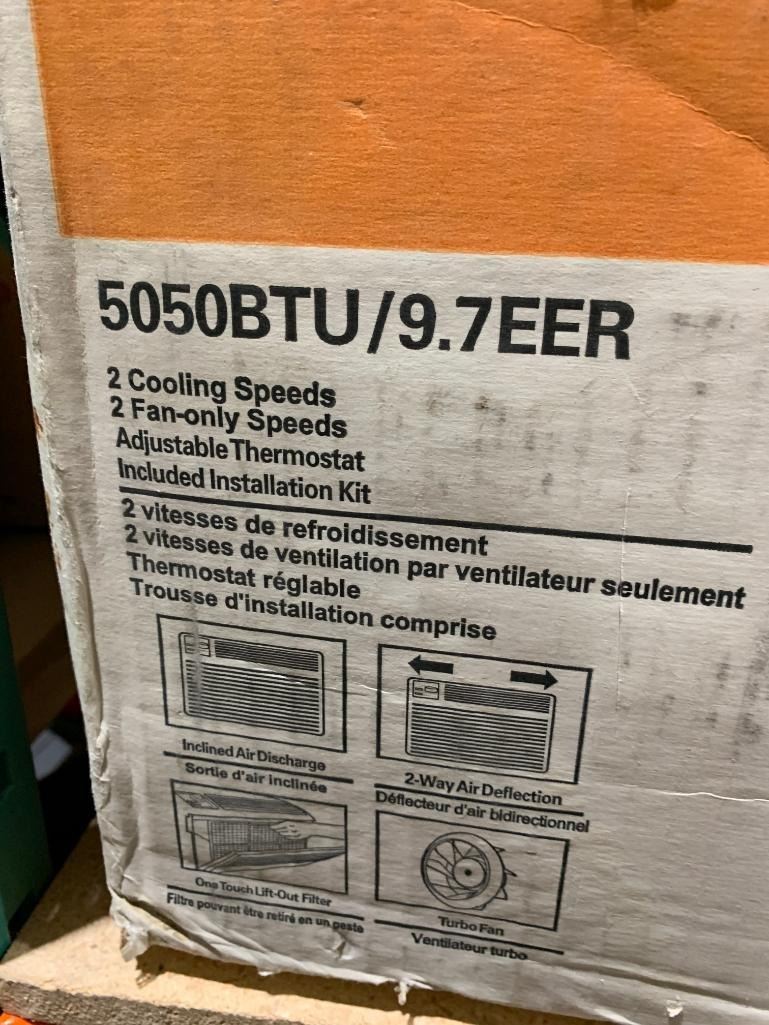 5050BTU/9.7EER
2 Cooling Speeds
2 Fan-only Speeds
Adjustable Thermostat
Included Installation Kit
2 vitesses de refroidissement
2 vitesses de ventilation par ventilateur seulement
Thermostat réglable
Trousse d'installation comprise
Inclined Air Discharge
Sortie d'air inclinée
2-Way Air Deflection
Déflecteur d'air bidirectionnel
One Touch Lift-Out Filter
Filtre pouvant être retiré en un geste
Turbo Fan
Ventilateur turbo